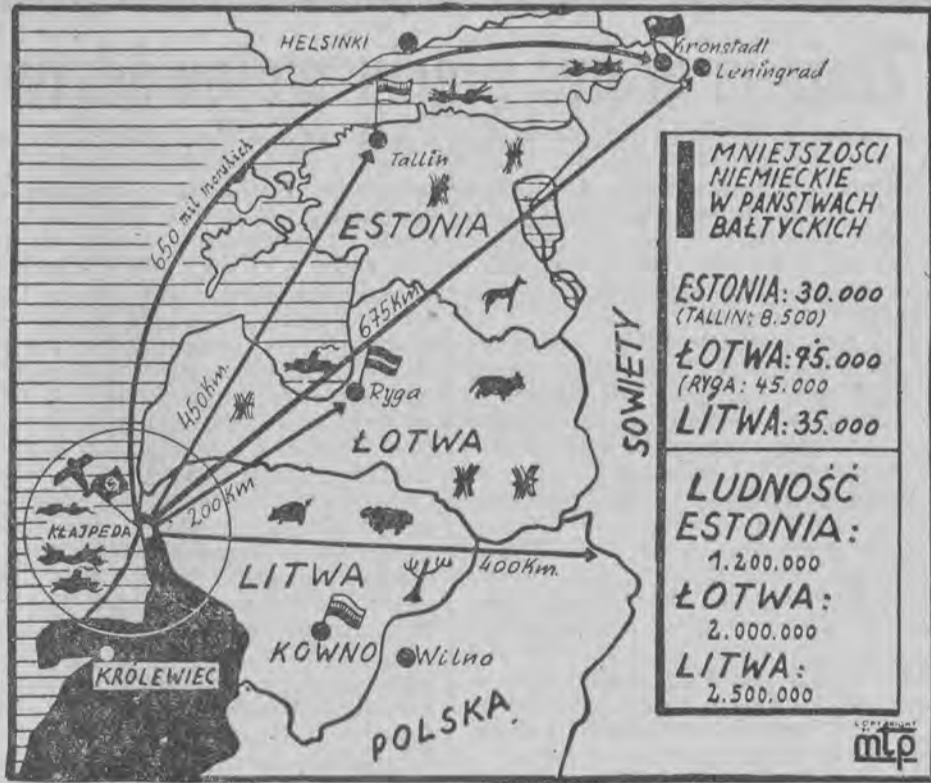 HELSINKI
Kronstadt
Leningrad
Tallin
650 mil morskich
ESTONIA
675 Km
450 Km.
Ryga
ŁOTWA
SOWIETY
200 Km
KŁAJPEDA
400 Km.
LITWA
KOWNO
Wilno
KRÓLEWIEC
POLSKA.
MNIEJSZOŚCI
NIEMIECKIE
W PAŃSTWACH
BAŁTYCKICH
ESTONIA: 30.000
(TALLIN: 8.500)
ŁOTWA: 75.000
(RYGA: 45.000
LITWA: 35.000
LUDNOŚĆ
ESTONIA:
1.200.000
ŁOTWA:
2.000.000
LITWA:
2.500.000
COPYRIGHT
mtp